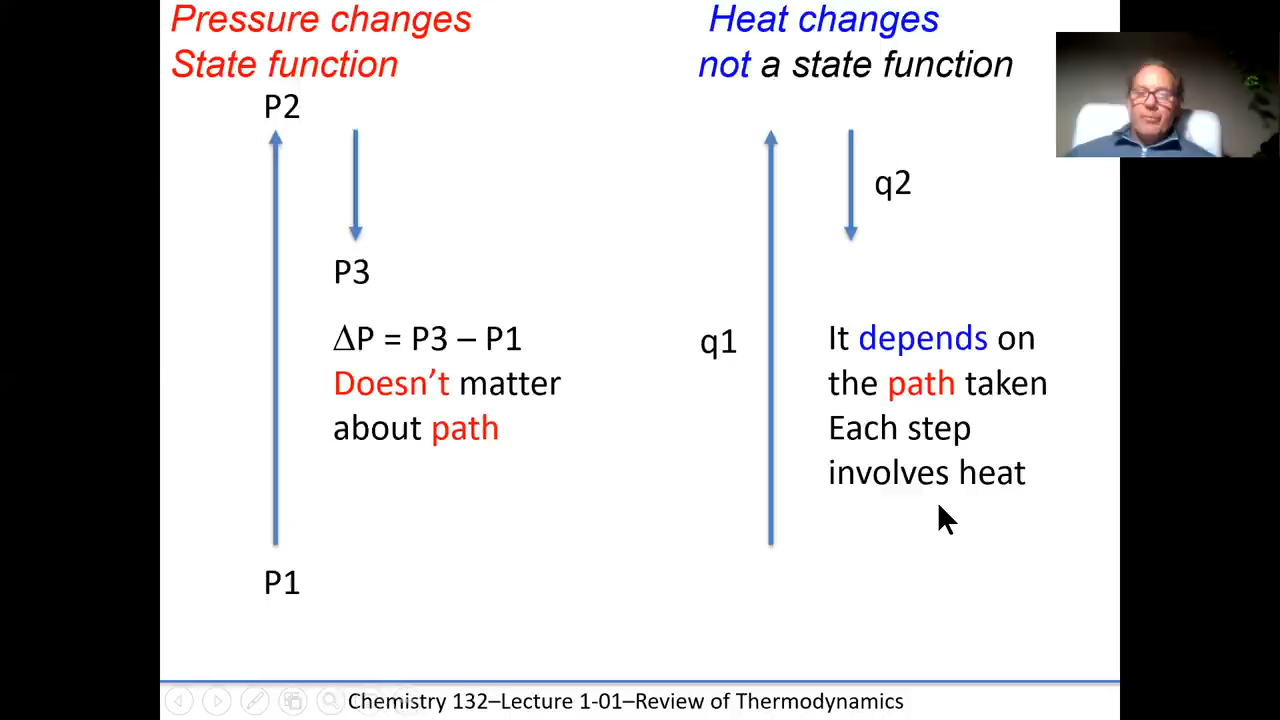 Pressure changes
State function
P2
P3
∆P = P3 – P1
Doesn't matter
about path
P1
Heat changes
not a state function
q2
q1
It depends on
the path taken
Each step
involves heat
Chemistry 132–Lecture 1-01–Review of Thermodynamics